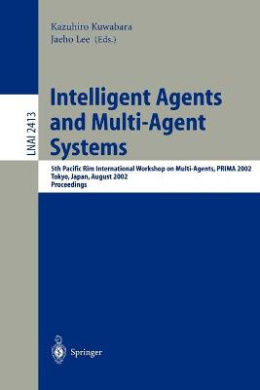 Kazuhiro Kuwabara
Jaeho Lee (Eds.)
LNAI 2413
Intelligent Agents
and Multi-Agent
Systems
5th Pacific Rim International Workshop on Multi-Agents, PRIMA 2002
Tokyo, Japan, August 2002
Proceedings
Springer